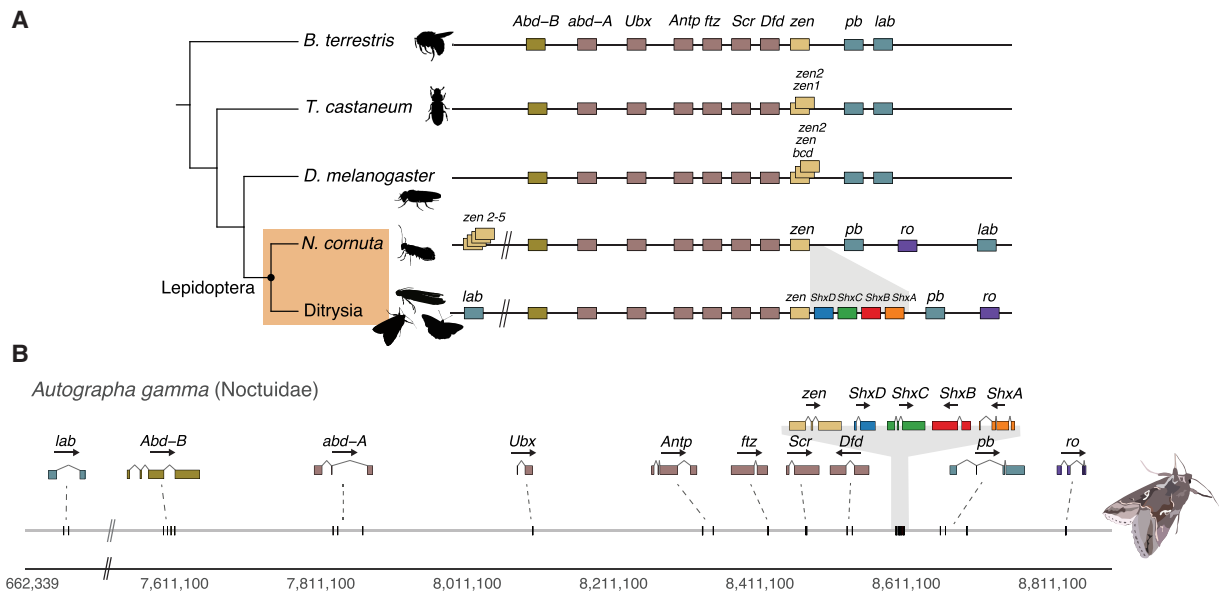 A
Abd–B abd–A Ubx Antp ftz Scr Dfd zen pb lab
B. terrestris
zen2
zen1
T. castaneum
zen2
zen
bcd
D. melanogaster
zen 2-5
zen pb ro lab
N. cornuta
Lepidoptera
lab zen ShxD ShxC ShxB ShxA pb ro
Ditrysia
B
Autographa gamma (Noctuidae)
zen ShxD ShxC ShxB ShxA
lab Abd–B abd–A Ubx Antp ftz Scr Dfd pb ro
662,339 7,611,100 7,811,100 8,011,100 8,211,100 8,411,100 8,611,100 8,811,100